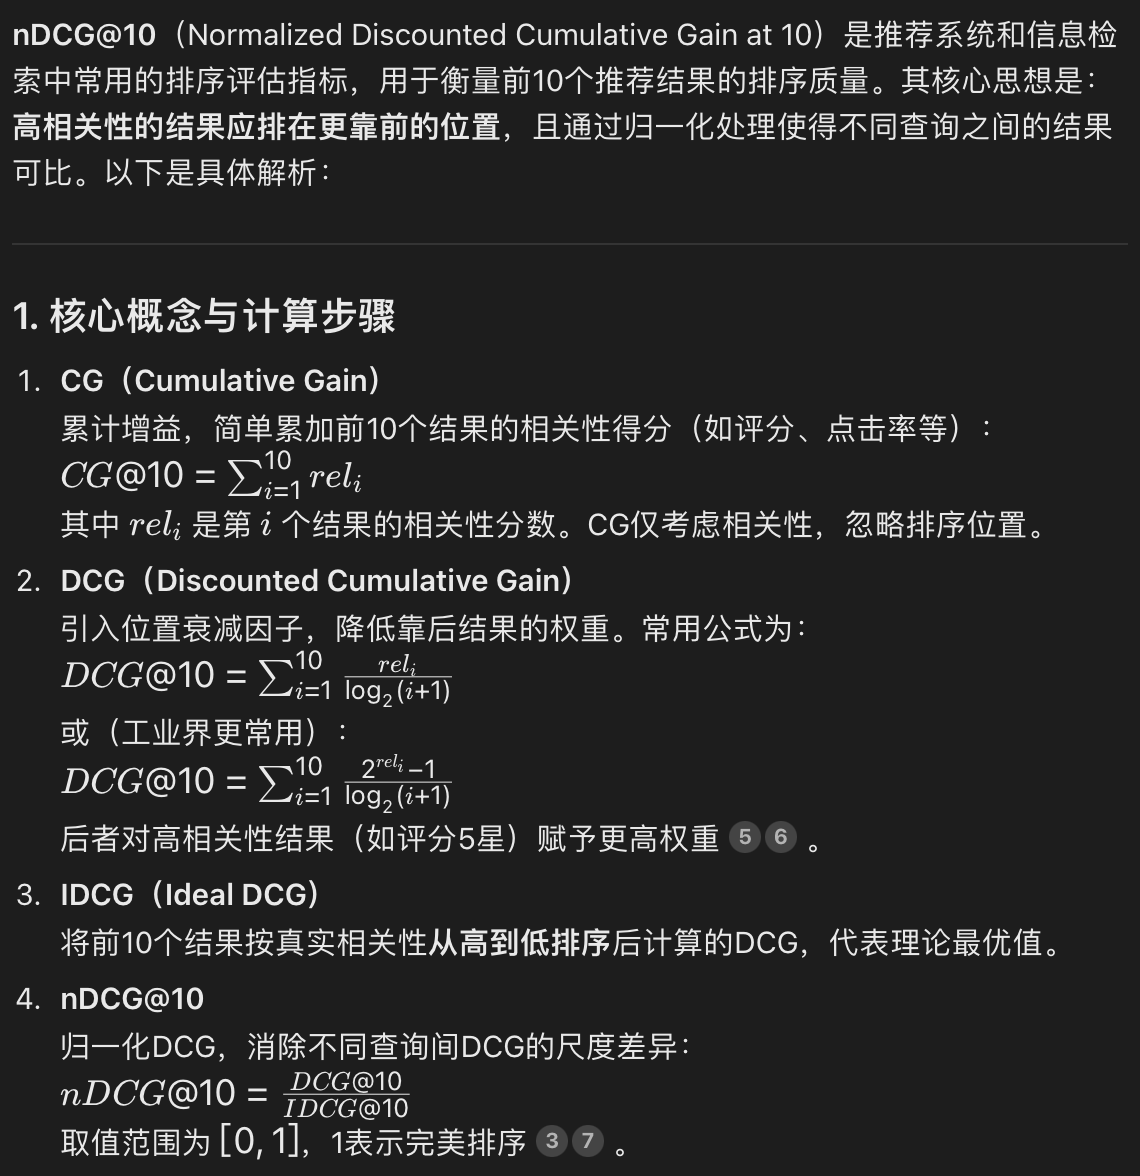 nDCG@10（Normalized Discounted Cumulative Gain at 10）是推荐系统和信息检
索中常用的排序评估指标，用于衡量前10个推荐结果的排序质量。其核心思想是：
高相关性的结果应排在更靠前的位置，且通过归一化处理使得不同查询之间的结果
可比。以下是具体解析：
1. 核心概念与计算步骤
1. CG（Cumulative Gain）
累计增益，简单累加前10个结果的相关性得分（如评分、点击率等）：
$CG@10 = \sum_{i=1}^{10} rel_i$
其中 $rel_i$ 是第 $i$ 个结果的相关性分数。CG仅考虑相关性，忽略排序位置。
2. DCG（Discounted Cumulative Gain）
引入位置衰减因子，降低靠后结果的权重。常用公式为：
$DCG@10 = \sum_{i=1}^{10} \frac{rel_i}{\log_2(i+1)}$
或（工业界更常用）：
$DCG@10 = \sum_{i=1}^{10} \frac{2^{rel_i}-1}{\log_2(i+1)}$
后者对高相关性结果（如评分5星）赋予更高权重 5 6 。
3. IDCG（Ideal DCG）
将前10个结果按真实相关性从高到低排序后计算的DCG，代表理论最优值。
4. nDCG@10
归一化DCG，消除不同查询间DCG的尺度差异：
$nDCG@10 = \frac{DCG@10}{IDCG@10}$
取值范围为 $[0, 1]$，1表示完美排序 3 7 。